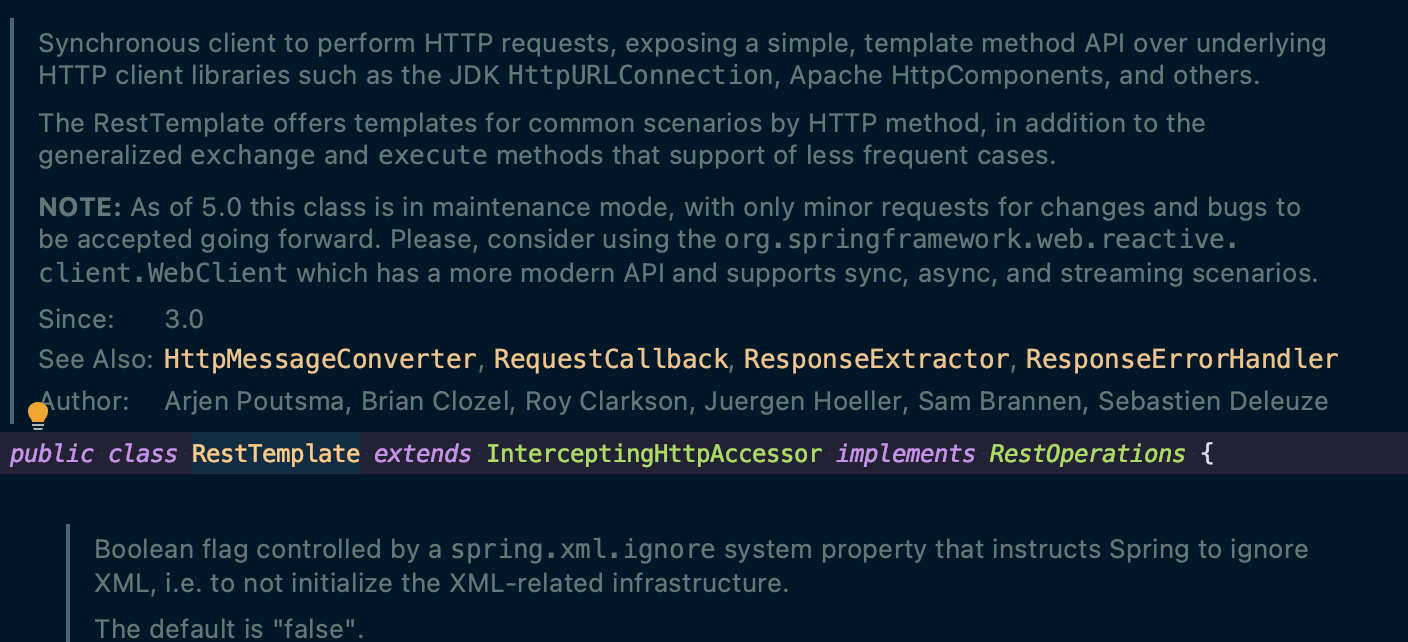 Synchronous client to perform HTTP requests, exposing a simple, template method API over underlying
HTTP client libraries such as the JDK HttpURLConnection, Apache HttpComponents, and others.
The RestTemplate offers templates for common scenarios by HTTP method, in addition to the
generalized exchange and execute methods that support of less frequent cases.
NOTE: As of 5.0 this class is in maintenance mode, with only minor requests for changes and bugs to
be accepted going forward. Please, consider using the org.springframework.web.reactive.
client.WebClient which has a more modern API and supports sync, async, and streaming scenarios.
Since: 3.0
See Also: HttpMessageConverter, RequestCallback, ResponseExtractor, ResponseErrorHandler
Author: Arjen Poutsma, Brian Clozel, Roy Clarkson, Juergen Hoeller, Sam Brannen, Sebastien Deleuze
public class RestTemplate extends InterceptingHttpAccessor implements RestOperations {
Boolean flag controlled by a spring.xml.ignore system property that instructs Spring to ignore
XML, i.e. to not initialize the XML-related infrastructure.
The default is "false".